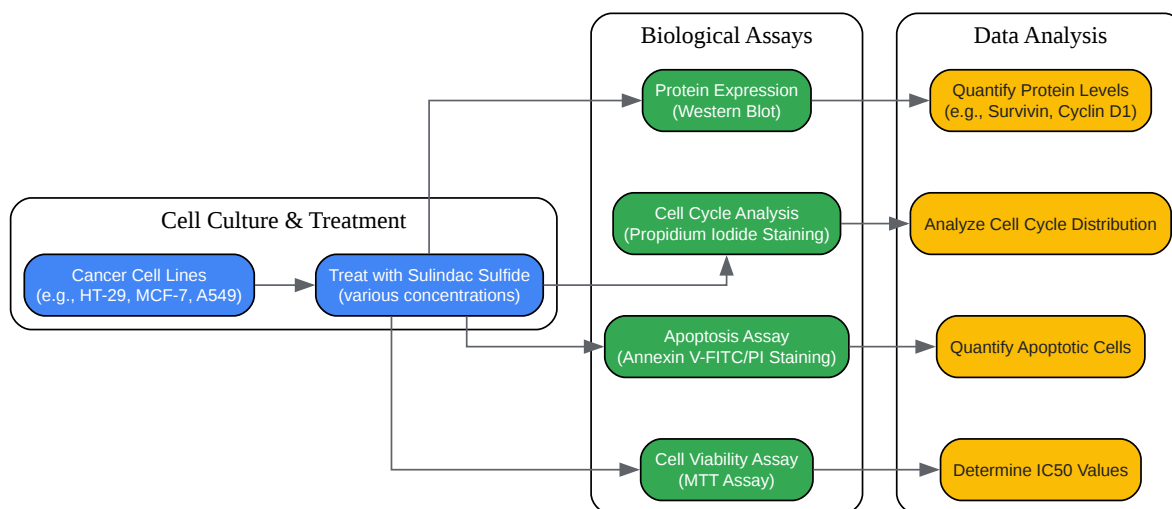 Cell Culture & Treatment
Cancer Cell Lines
(e.g., HT-29, MCF-7, A549)
Treat with Sulindac Sulfide
(various concentrations)
Biological Assays
Protein Expression
(Western Blot)
Cell Cycle Analysis
(Propidium Iodide Staining)
Apoptosis Assay
(Annexin V-FITC/PI Staining)
Cell Viability Assay
(MTT Assay)
Data Analysis
Quantify Protein Levels
(e.g., Survivin, Cyclin D1)
Analyze Cell Cycle Distribution
Quantify Apoptotic Cells
Determine IC50 Values